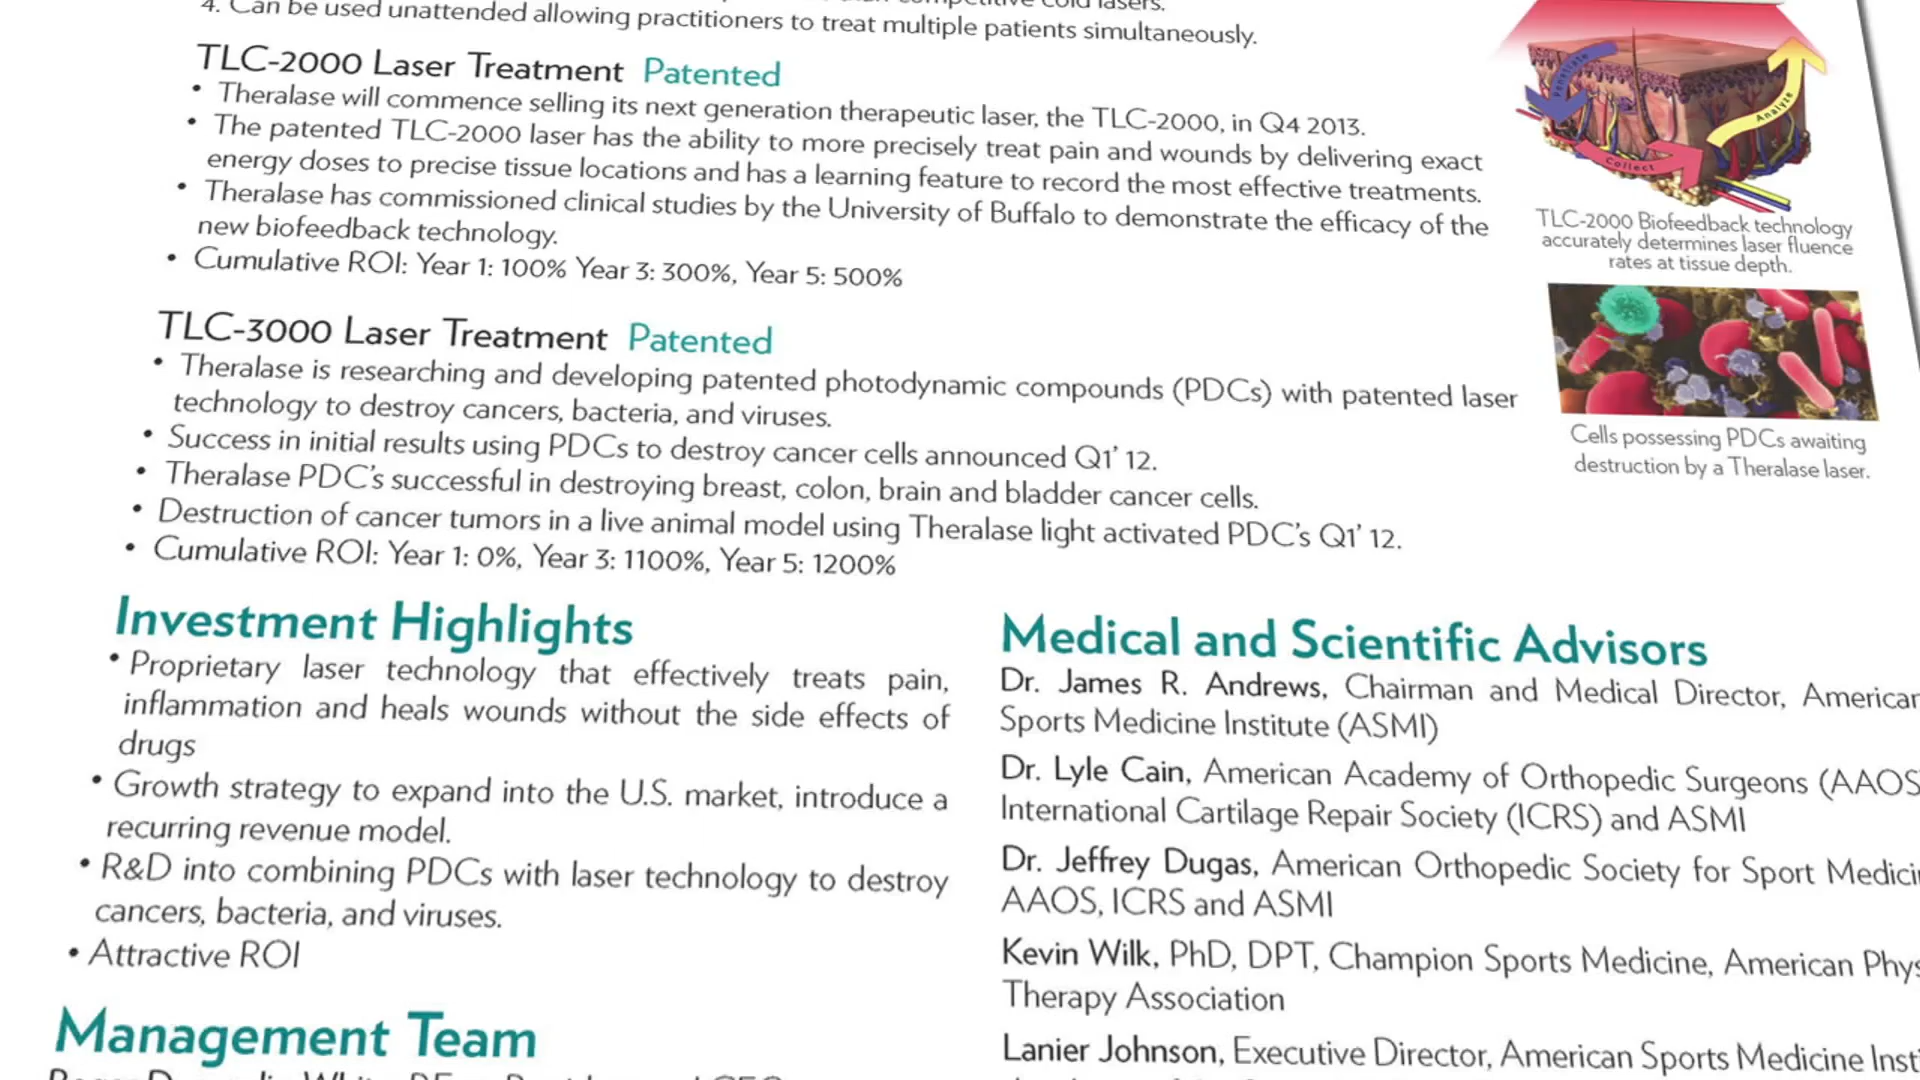 4. Can be used unattended allowing practitioners to treat multiple patients simultaneously.
TLC-2000 Laser Treatment Patented
• Theralase will commence selling its next generation therapeutic laser, the TLC-2000, in Q4 2013.
• The patented TLC-2000 laser has the ability to more precisely treat pain and wounds by delivering exact
energy doses to precise tissue locations and has a learning feature to record the most effective treatments.
• Theralase has commissioned clinical studies by the University of Buffalo to demonstrate the efficacy of the
new biofeedback technology.
• Cumulative ROI: Year 1: 100% Year 3: 300%, Year 5: 500%
Penetrate
Analyze
Collect
TLC-2000 Biofeedback technology
accurately determines laser fluence
rates at tissue depth.
TLC-3000 Laser Treatment Patented
• Theralase is researching and developing patented photodynamic compounds (PDCs) with patented laser
technology to destroy cancers, bacteria, and viruses.
• Success in initial results using PDCs to destroy cancer cells announced Q1' 12.
• Theralase PDC's successful in destroying breast, colon, brain and bladder cancer cells.
• Destruction of cancer tumors in a live animal model using Theralase light activated PDC's Q1' 12.
• Cumulative ROI: Year 1: 0%, Year 3: 1100%, Year 5: 1200%
Cells possessing PDCs awaiting
destruction by a Theralase laser.
Investment Highlights
• Proprietary laser technology that effectively treats pain,
inflammation and heals wounds without the side effects of
drugs
• Growth strategy to expand into the U.S. market, introduce a
recurring revenue model.
• R&D into combining PDCs with laser technology to destroy
cancers, bacteria, and viruses.
• Attractive ROI
Management Team
Medical and Scientific Advisors
Dr. James R. Andrews, Chairman and Medical Director, American
Sports Medicine Institute (ASMI)
Dr. Lyle Cain, American Academy of Orthopedic Surgeons (AAOS)
International Cartilage Repair Society (ICRS) and ASMI
Dr. Jeffrey Dugas, American Orthopedic Society for Sport Medici
AAOS, ICRS and ASMI
Kevin Wilk, PhD, DPT, Champion Sports Medicine, American Phys
Therapy Association
Lanier Johnson, Executive Director, American Sports Medicine Insti